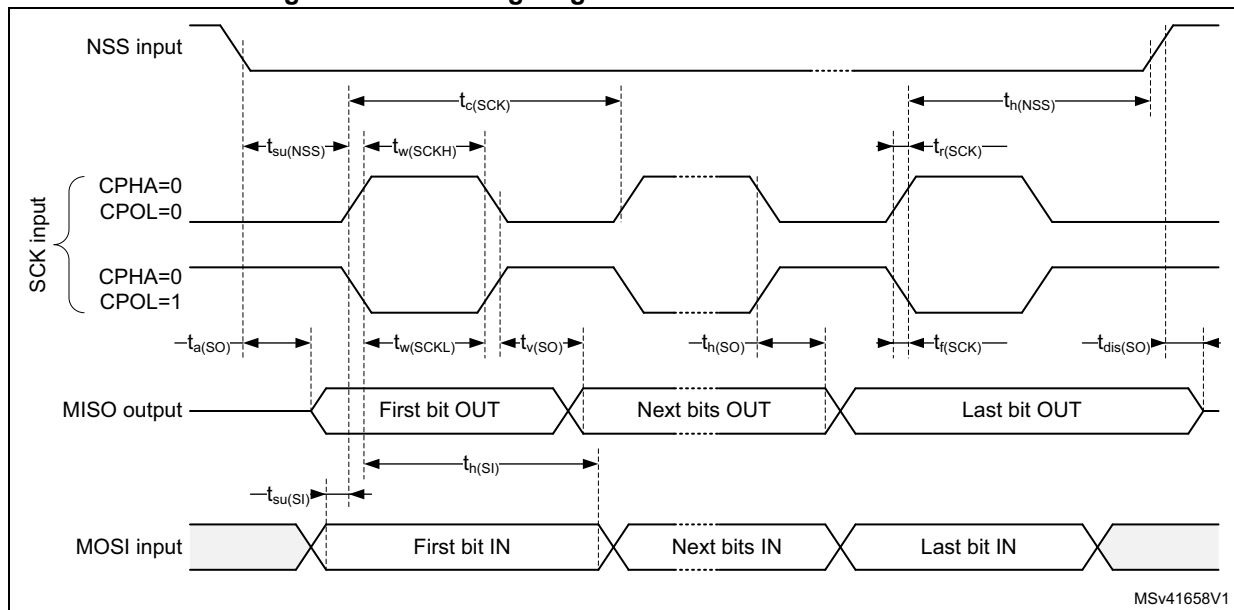 NSS input
tc(SCK)
th(NSS)
tsu(NSS)
tw(SCKH)
tr(SCK)
SCK input
CPHA=0
CPOL=0
CPHA=0
CPOL=1
ta(SO)
tw(SCKL)
tv(SO)
th(SO)
tf(SCK)
tdis(SO)
MISO output
First bit OUT
Next bits OUT
Last bit OUT
th(SI)
tsu(SI)
MOSI input
First bit IN
Next bits IN
Last bit IN
MSv41658V1